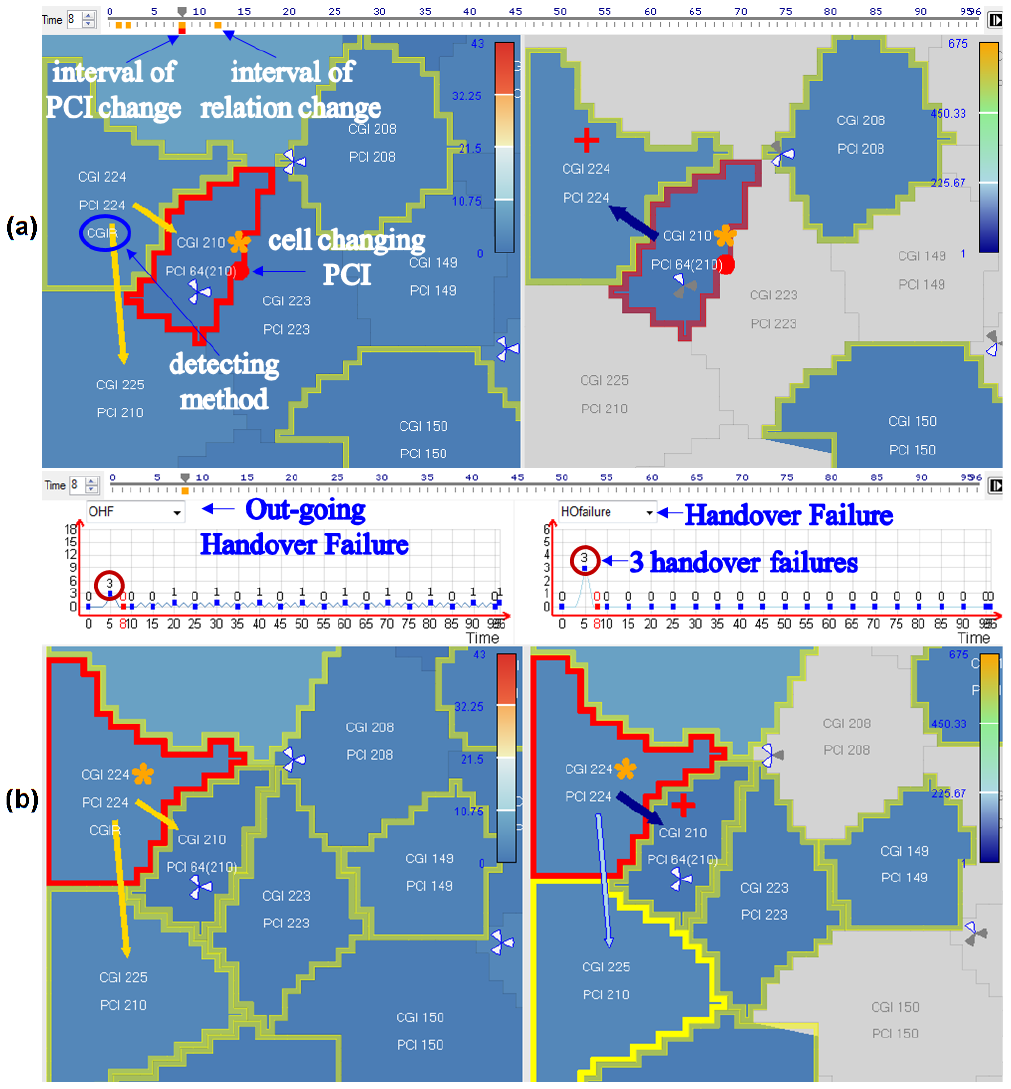 Time 8
0 5 10 15 20 25 30 35 40 45 50 55 60 65 70 75 80 85 90 95 96
(a)
interval of
PCI change
interval of
relation change
43
32.25
21.5
10.75
0
CGI 208
PCI 208
CGI 224
PCI 224
CGIR
CGI 210
PCI 64(210)
cell changing
PCI
CGI 149
PCI 149
CGI 223
PCI 223
detecting
method
CGI 225
PCI 210
CGI 150
PCI 150
675
450.33
225.67
1
CGI 208
PCI 208
CGI 224
PCI 224
CGI 210
PCI 64(210)
CGI 149
PCI 149
CGI 223
PCI 223
CGI 225
PCI 210
CGI 150
PCI 150
Time 8
0 5 10 15 20 25 30 35 40 45 50 55 60 65 70 75 80 85 90 95 96
OHF
Out-going
Handover Failure
18
15
12
9
6
3
0
0 3 0 0 0 1 0 1 0 1 0 1 0 1 0 1 0 1 0 1
0 5 8 10 15 20 25 30 35 40 45 50 55 60 65 70 75 80 85 90 95
Time
HOfailure
Handover Failure
3 handover failures
6
5
4
3
2
1
0
0 3 0 0 0 0 0 0 0 0 0 0 0 0 0 0 0 0 0 0
0 5 8 10 15 20 25 30 35 40 45 50 55 60 65 70 75 80 85 90 95
Time
(b)
43
32.25
21.5
10.75
0
CGI 208
PCI 208
CGI 224
PCI 224
CGIR
CGI 210
PCI 64(210)
CGI 149
PCI 149
CGI 223
PCI 223
CGI 225
PCI 210
CGI 150
PCI 150
675
450.33
225.67
1
CGI 208
PCI 208
CGI 224
PCI 224
CGI 210
PCI 64(210)
CGI 149
PCI 149
CGI 223
PCI 223
CGI 225
PCI 210
CGI 150
PCI 150